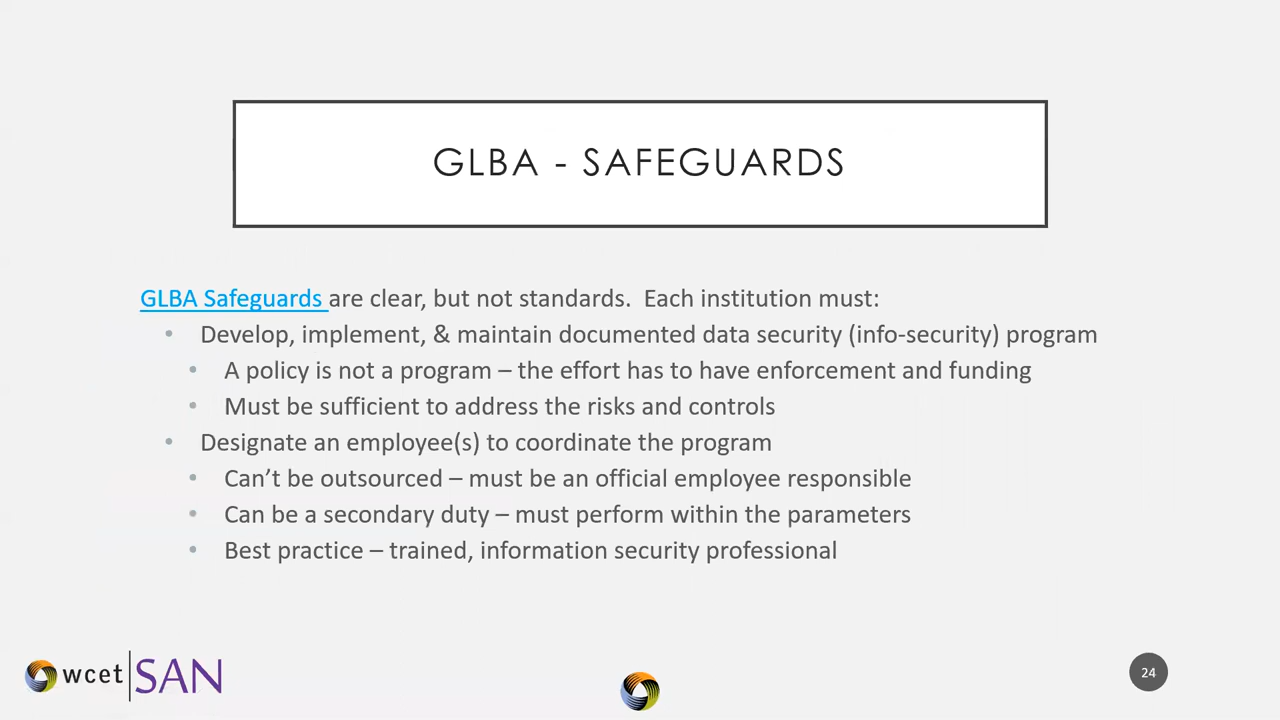 GLBA - SAFEGUARDS
GLBA Safeguards are clear, but not standards.  Each institution must:
• Develop, implement, & maintain documented data security (info-security) program
• A policy is not a program – the effort has to have enforcement and funding
• Must be sufficient to address the risks and controls
• Designate an employee(s) to coordinate the program
• Can’t be outsourced – must be an official employee responsible
• Can be a secondary duty – must perform within the parameters
• Best practice – trained, information security professional
wcet|SAN
24